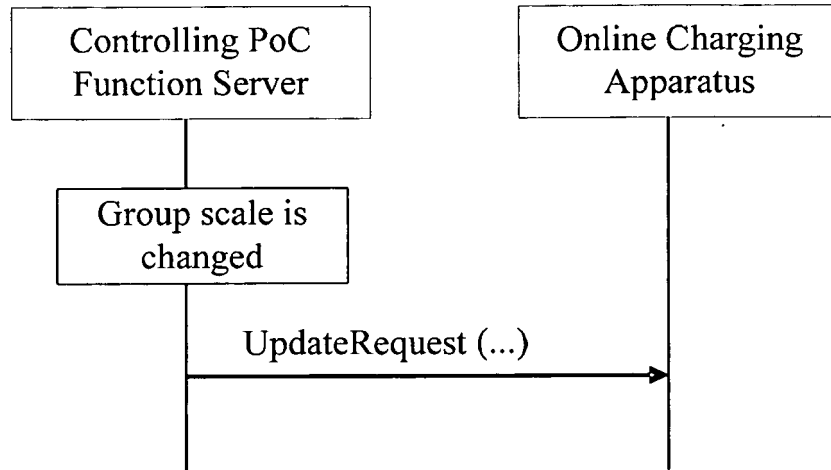 Controlling PoC
Function Server
Online Charging
Apparatus
Group scale is
changed
UpdateRequest (...)